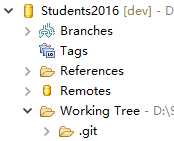 Students2016 [dev] - D
Branches
Tags
References
Remotes
Working Tree - D:\S
.git